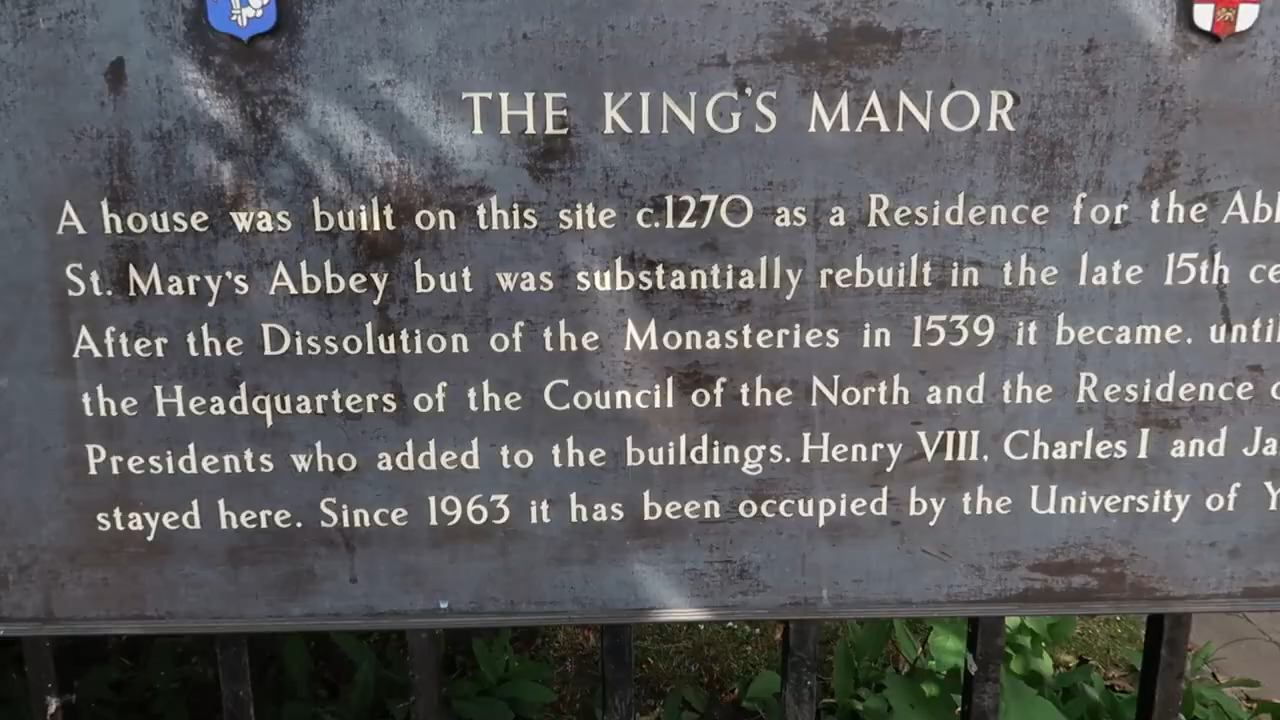 THE KING'S MANOR
A house was built on this site c.1270 as a Residence for the
St. Mary's Abbey but was substantially rebuilt in the late 15th
After the Dissolution of the Monasteries in 1539 it became, until
the Headquarters of the Council of the North and the Residence
Presidents who added to the buildings. Henry VIII, Charles I and
stayed here. Since 1963 it has been occupied by the University of